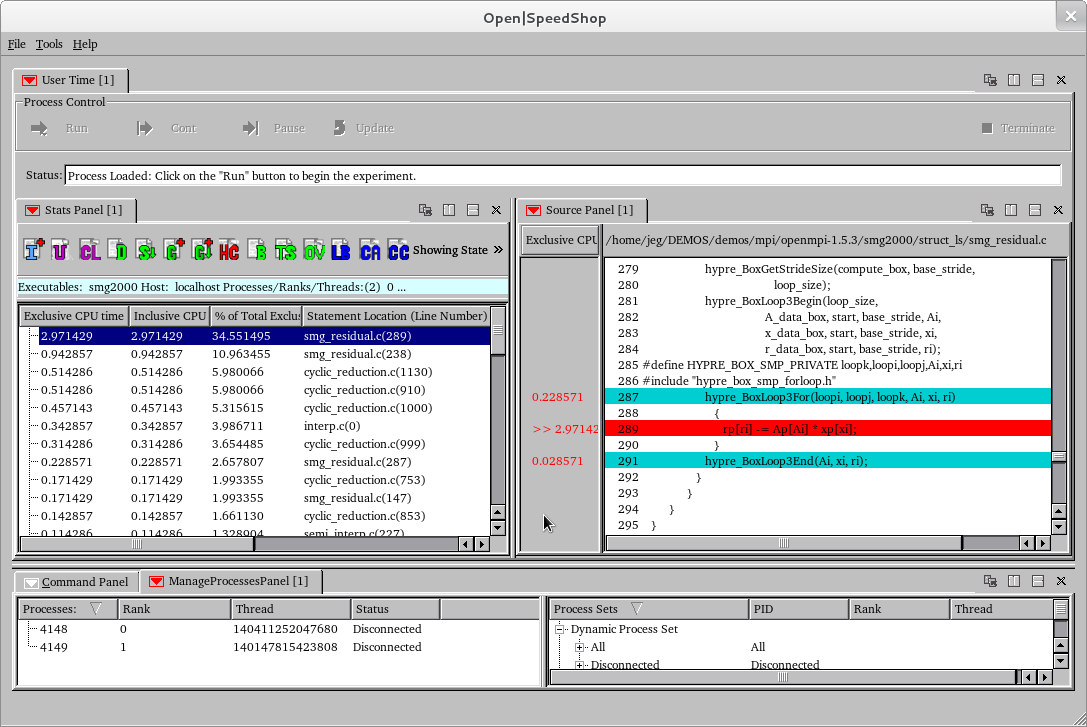 Open|SpeedShop
File Tools Help
User Time [1]
Process Control
Run Cont Pause Update Terminate
Status: Process Loaded: Click on the "Run" button to begin the experiment.
Stats Panel [1]
I U CL D S↓ G G↓ HC B TS OV LB CA CC Showing State »
Executables: smg2000 Host: localhost Processes/Ranks/Threads:(2) 0 ...
Exclusive CPU time Inclusive CPU % of Total Exclu: Statement Location (Line Number)
2.971429 2.971429 34.551495 smg_residual.c(289)
0.942857 0.942857 10.963455 smg_residual.c(238)
0.514286 0.514286 5.980066 cyclic_reduction.c(1130)
0.514286 0.514286 5.980066 cyclic_reduction.c(910)
0.457143 0.457143 5.315615 cyclic_reduction.c(1000)
0.342857 0.342857 3.986711 interp.c(0)
0.314286 0.314286 3.654485 cyclic_reduction.c(999)
0.228571 0.228571 2.657807 smg_residual.c(287)
0.171429 0.171429 1.993355 cyclic_reduction.c(753)
0.171429 0.171429 1.993355 smg_residual.c(147)
0.142857 0.142857 1.661130 cyclic_reduction.c(853)
0.114286 0.114286 1.328904 semi_interp.c(227)
Source Panel [1]
Exclusive CPU /home/jeg/DEMOS/demos/mpi/openmpi-1.5.3/smg2000/struct_ls/smg_residual.c
279 hypre_BoxGetStrideSize(compute_box, base_stride,
280 loop_size);
281 hypre_BoxLoop3Begin(loop_size,
282 A_data_box, start, base_stride, Ai,
283 x_data_box, start, base_stride, xi,
284 r_data_box, start, base_stride, ri);
285 #define HYPRE_BOX_SMP_PRIVATE loopk,loopi,loopj,Ai,xi,ri
286 #include "hypre_box_smp_forloop.h"
0.228571 287 hypre_BoxLoop3For(loopi, loopj, loopk, Ai, xi, ri)
288 {
>> 2.97142 289 rp[ri] -= Ap[Ai] * xp[xi];
290 }
0.028571 291 hypre_BoxLoop3End(Ai, xi, ri);
292 }
293 }
294 }
295 }
Command Panel ManageProcessesPanel [1]
Processes: Rank Thread Status
4148 0 140411252047680 Disconnected
4149 1 140147815423808 Disconnected
Process Sets PID Rank Thread
Dynamic Process Set
All All
Disconnected Disconnected